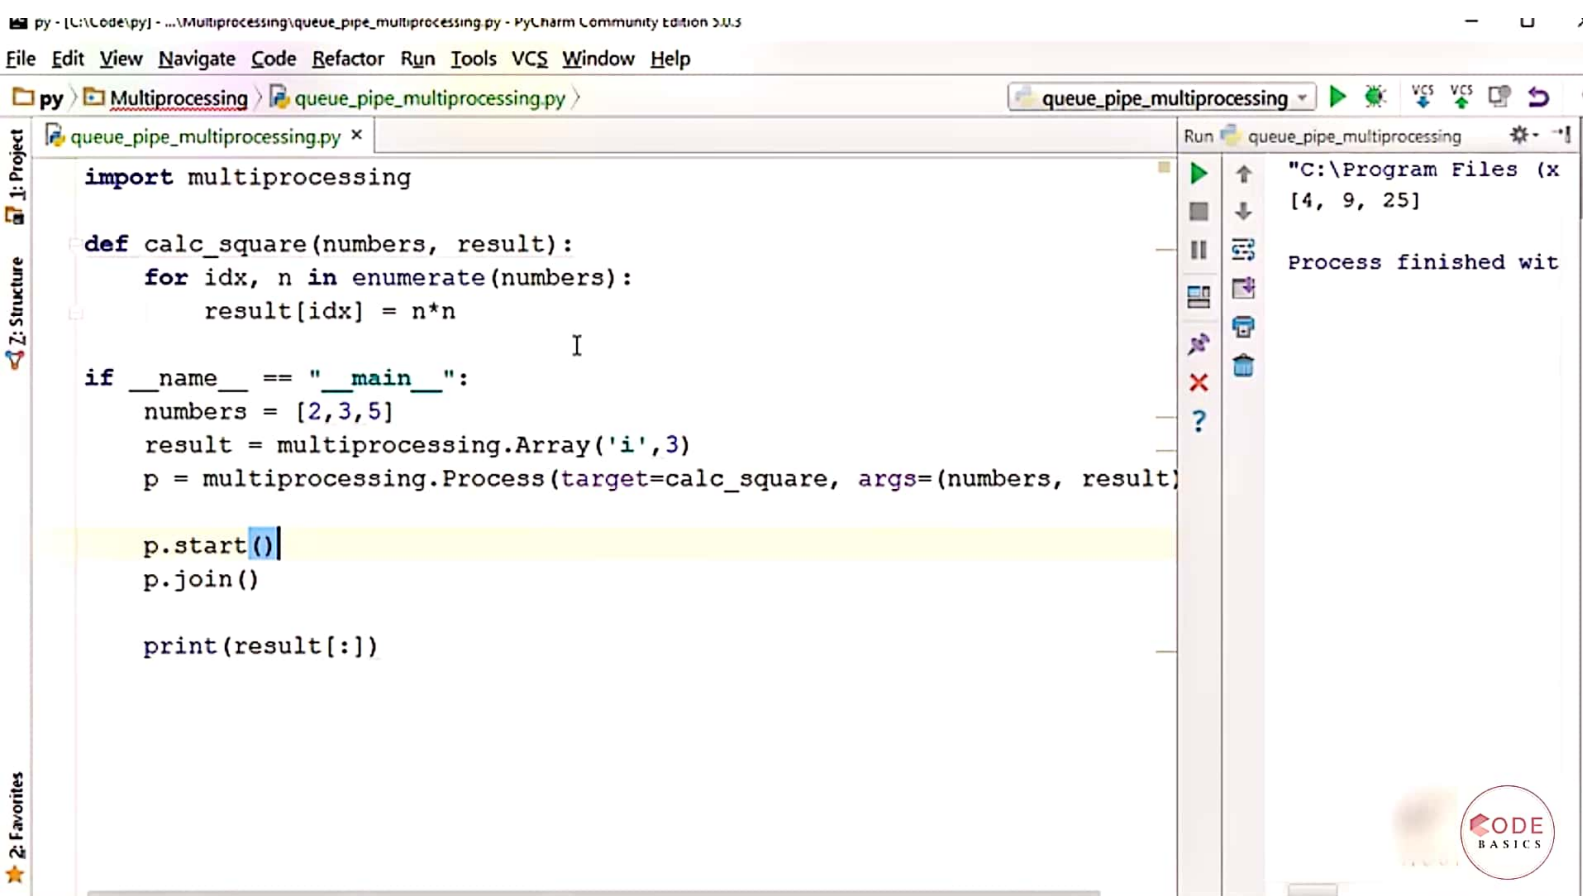 py - [C:\Code\py] - ...\Multiprocessing\queue_pipe_multiprocessing.py - PyCharm Community Edition 5.0.3
File Edit View Navigate Code Refactor Run Tools VCS Window Help
py Multiprocessing queue_pipe_multiprocessing.py
queue_pipe_multiprocessing
VCS VCS
queue_pipe_multiprocessing.py ×
Run queue_pipe_multiprocessing
1: Project
Z: Structure
2: Favorites
import multiprocessing
def calc_square(numbers, result):
for idx, n in enumerate(numbers):
result[idx] = n*n
if __name__ == "__main__":
numbers = [2,3,5]
result = multiprocessing.Array('i',3)
p = multiprocessing.Process(target=calc_square, args=(numbers, result)
p.start()
p.join()
print(result[:])
"C:\Program Files (x
[4, 9, 25]
Process finished wit
?
CODE
BASICS